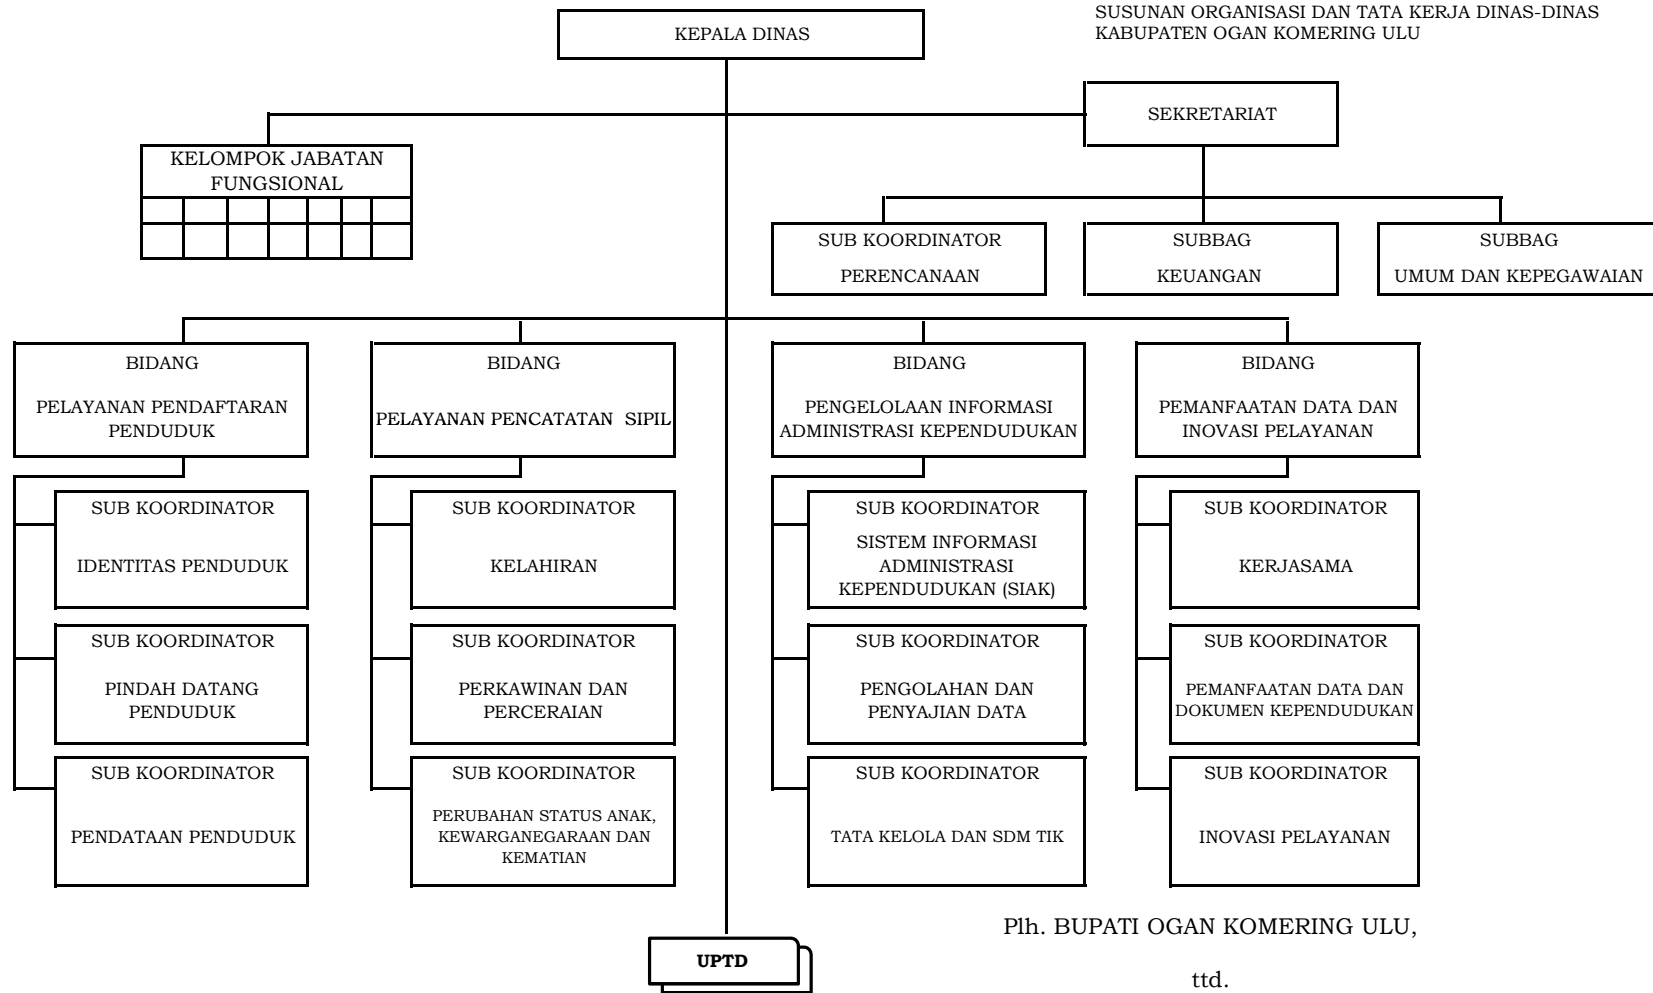 SUSUNAN ORGANISASI DAN TATA KERJA DINAS-DINAS
KABUPATEN OGAN KOMERING ULU
KEPALA DINAS
SEKRETARIAT
KELOMPOK JABATAN
FUNGSIONAL
SUB KOORDINATOR
PERENCANAAN
SUBBAG
KEUANGAN
SUBBAG
UMUM DAN KEPEGAWAIAN
BIDANG
PELAYANAN PENDAFTARAN
PENDUDUK
BIDANG
PELAYANAN PENCATATAN  SIPIL
BIDANG
PENGELOLAAN INFORMASI
ADMINISTRASI KEPENDUDUKAN
BIDANG
PEMANFAATAN DATA DAN
INOVASI PELAYANAN
SUB KOORDINATOR
IDENTITAS PENDUDUK
SUB KOORDINATOR
KELAHIRAN
SUB KOORDINATOR
SISTEM INFORMASI
ADMINISTRASI
KEPENDUDUKAN (SIAK)
SUB KOORDINATOR
KERJASAMA
SUB KOORDINATOR
PINDAH DATANG
PENDUDUK
SUB KOORDINATOR
PERKAWINAN DAN
PERCERAIAN
SUB KOORDINATOR
PENGOLAHAN DAN
PENYAJIAN DATA
SUB KOORDINATOR
PEMANFAATAN DATA DAN
DOKUMEN KEPENDUDUKAN
SUB KOORDINATOR
PENDATAAN PENDUDUK
SUB KOORDINATOR
PERUBAHAN STATUS ANAK,
KEWARGANEGARAAN DAN
KEMATIAN
SUB KOORDINATOR
TATA KELOLA DAN SDM TIK
SUB KOORDINATOR
INOVASI PELAYANAN
Plh. BUPATI OGAN KOMERING ULU,
UPTD
ttd.